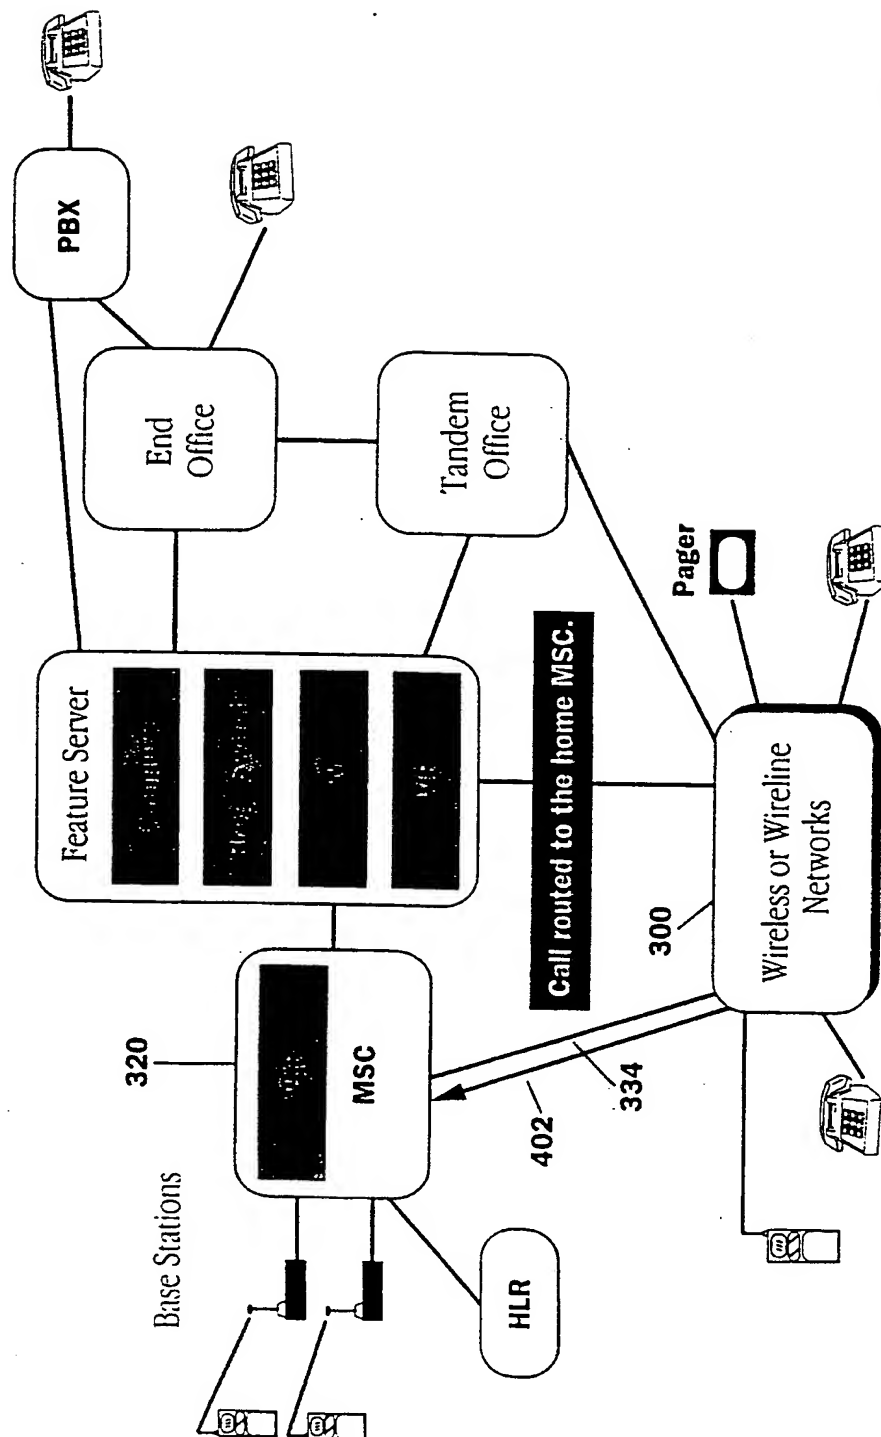 PBX
End
Office
Tandem
Office
Feature Server
Pager
Call routed to the home MSC.
Wireless or Wireline
Networks
300
320
MSC
402
334
Base Stations
HLR